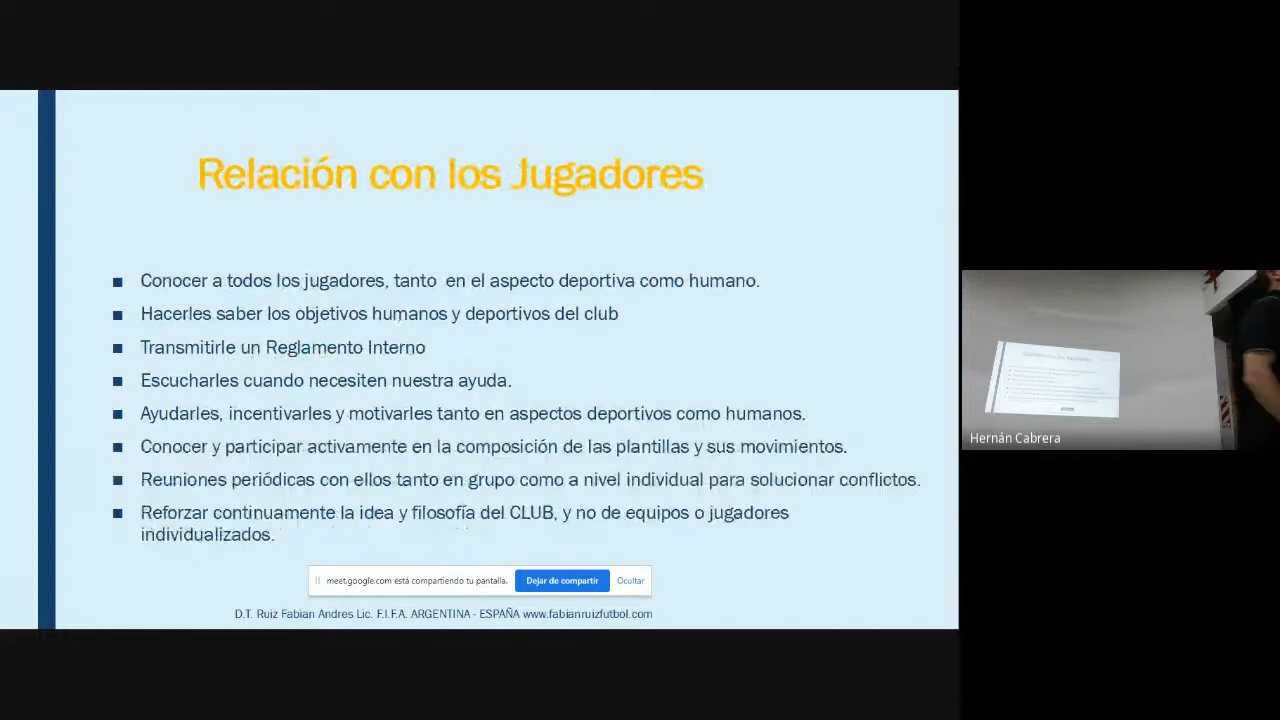 Relación con los Jugadores
■ Conocer a todos los jugadores, tanto  en el aspecto deportiva como humano.
■ Hacerles saber los objetivos humanos y deportivos del club
■ Transmitirle un Reglamento Interno
■ Escucharles cuando necesiten nuestra ayuda.
■ Ayudarles, incentivarles y motivarles tanto en aspectos deportivos como humanos.
■ Conocer y participar activamente en la composición de las plantillas y sus movimientos.
■ Reuniones periódicas con ellos tanto en grupo como a nivel individual para solucionar conflictos.
■ Reforzar continuamente la idea y filosofía del CLUB, y no de equipos o jugadores
individualizados.
meet.google.com está compartiendo tu pantalla. Dejar de compartir Ocultar
D.T. Ruiz Fabian Andres Lic. F.I.F.A. ARGENTINA - ESPAÑA www.fabianruizfutbol.com
Hernán Cabrera